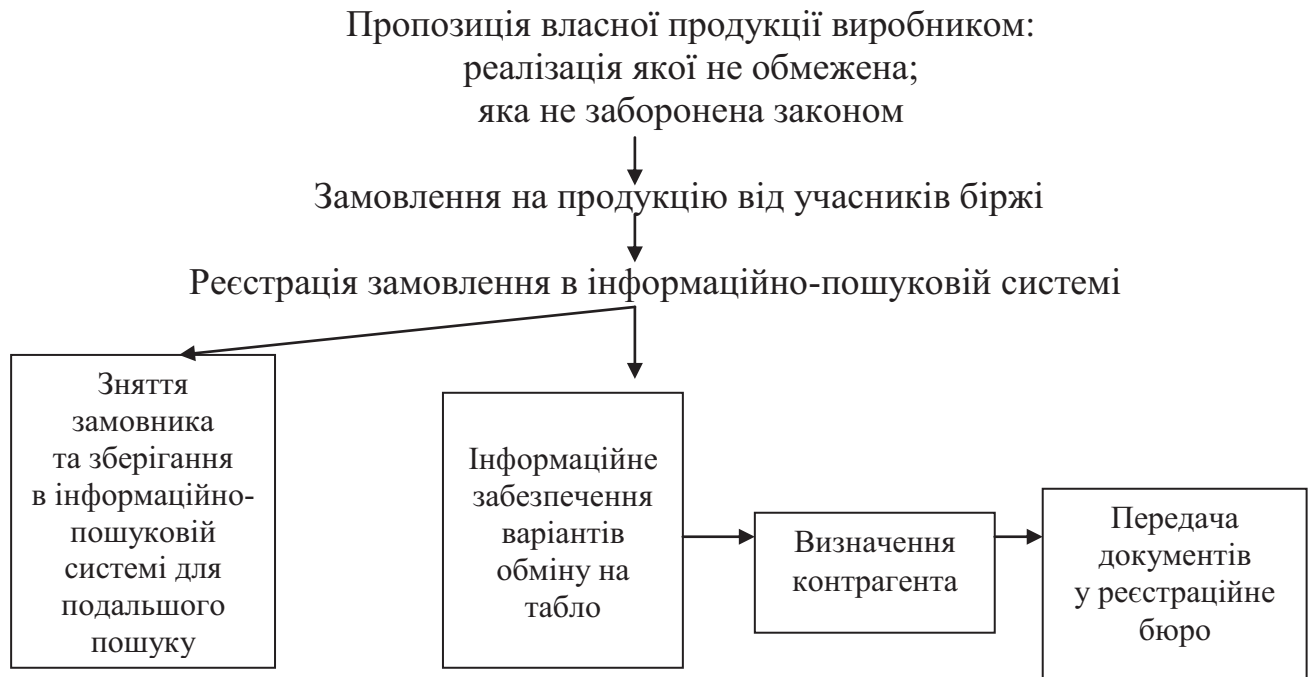 Пропозиція власної продукції виробником:
реалізація якої не обмежена;
яка не заборонена законом
Замовлення на продукцію від учасників біржі
Реєстрація замовлення в інформаційно-пошуковій системі
Зняття
замовника
та зберігання
в інформаційно-
пошуковій
системі для
подальшого
пошуку
Інформаційне
забезпечення
варіантів
обміну на
табло
Визначення
контрагента
Передача
документів
у реєстраційне
бюро